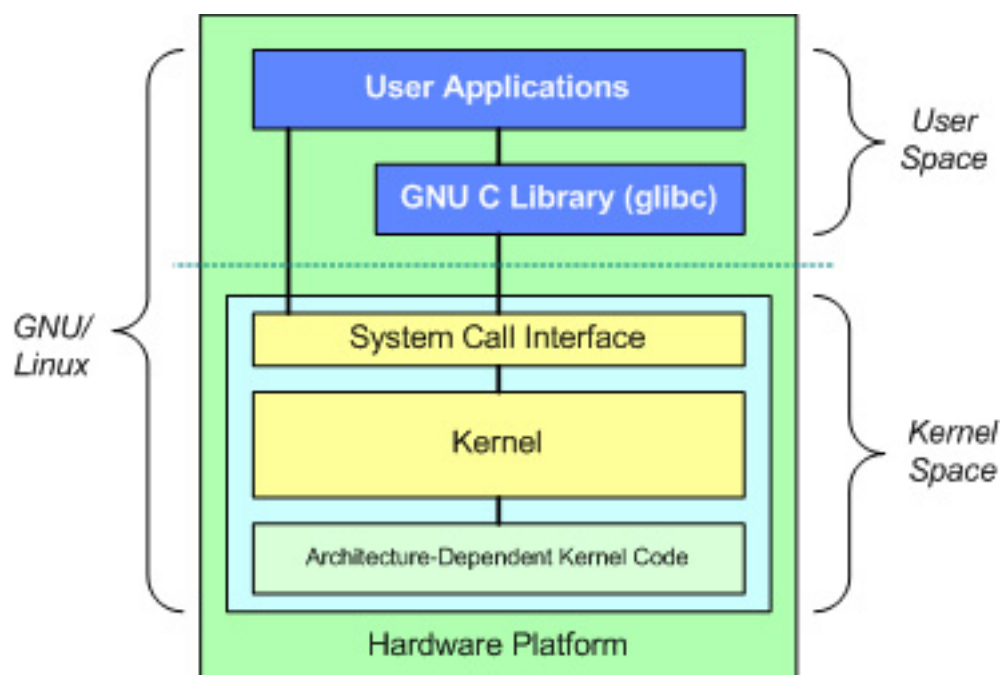 User Applications
User
Space
GNU C Library (glibc)
GNU/
Linux
System Call Interface
Kernel
Kernel
Space
Architecture-Dependent Kernel Code
Hardware Platform